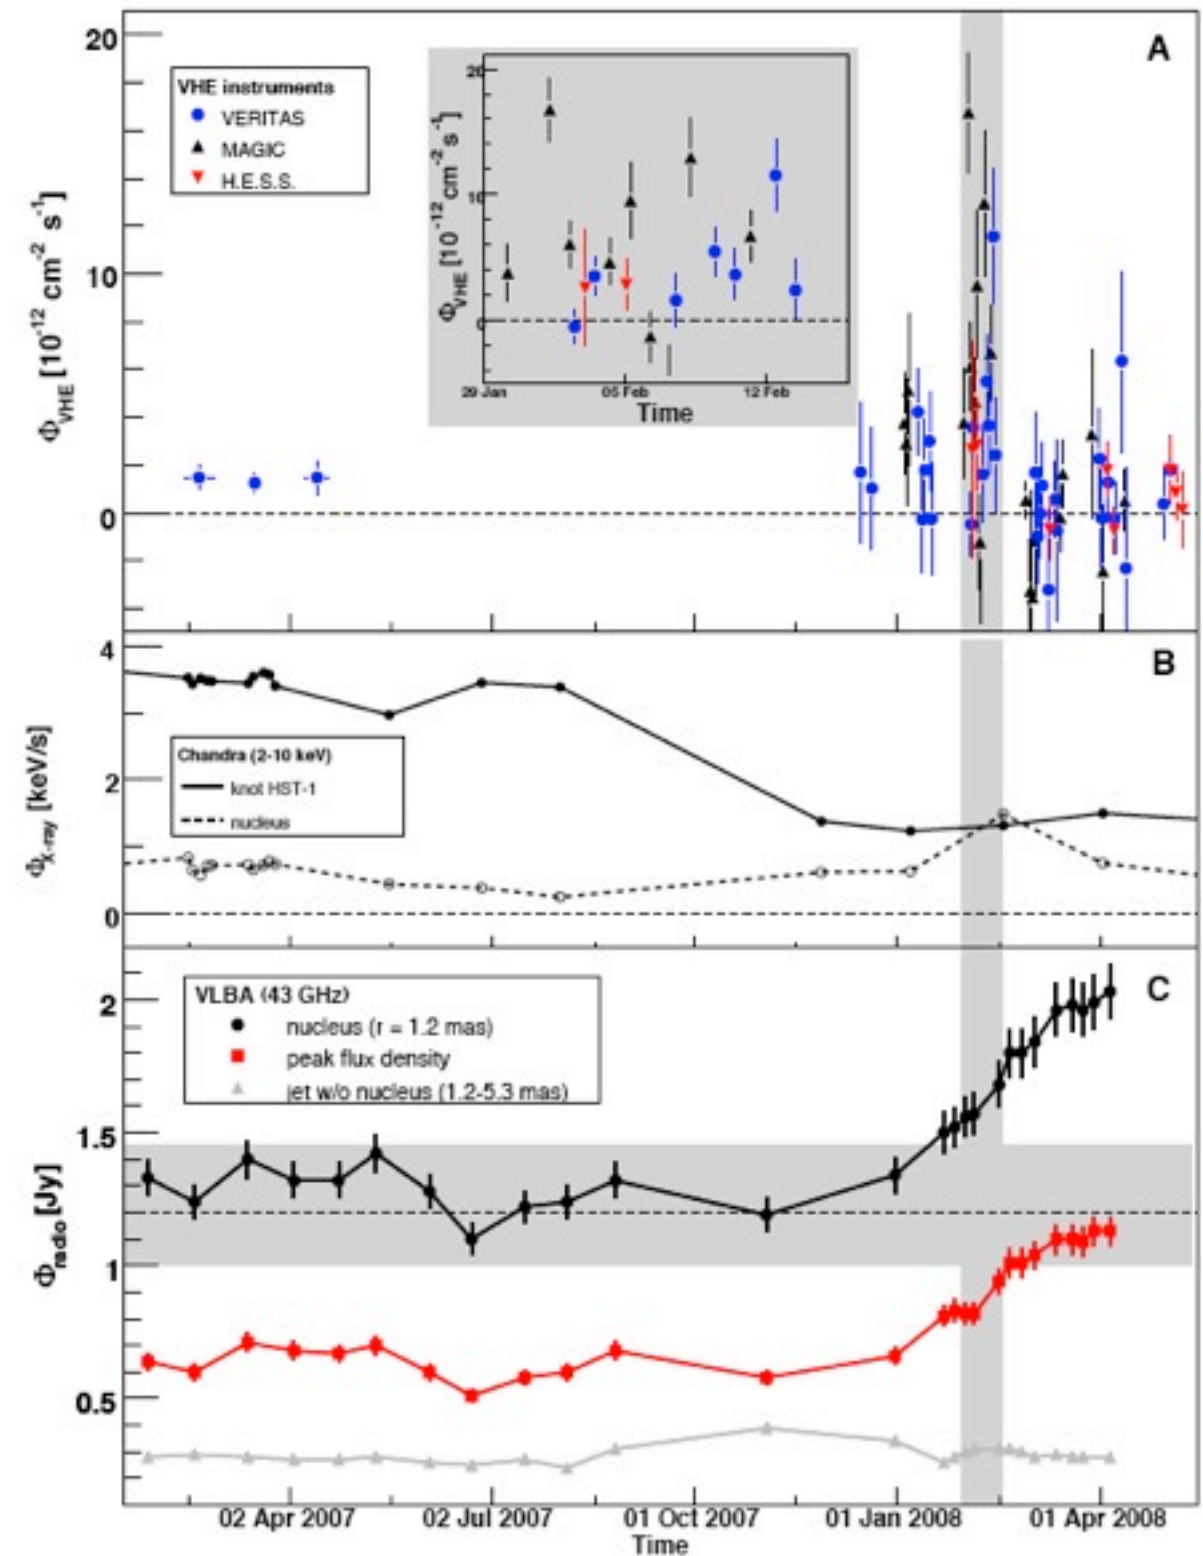 A
20
10
0
Φ_VHE [10^-12 cm^-2 s^-1]
VHE instruments
VERITAS
MAGIC
H.E.S.S.
20
10
0
Φ_VHE [10^-12 cm^-2 s^-1]
29 Jan 05 Feb 12 Feb
Time
B
4
2
0
Φ_X-ray [keV/s]
Chandra (2-10 keV)
knot HST-1
nucleus
C
2
1.5
1
0.5
Φ_radio [Jy]
VLBA (43 GHz)
nucleus (r = 1.2 mas)
peak flux density
jet w/o nucleus (1.2-5.3 mas)
02 Apr 2007 02 Jul 2007 01 Oct 2007 01 Jan 2008 01 Apr 2008
Time